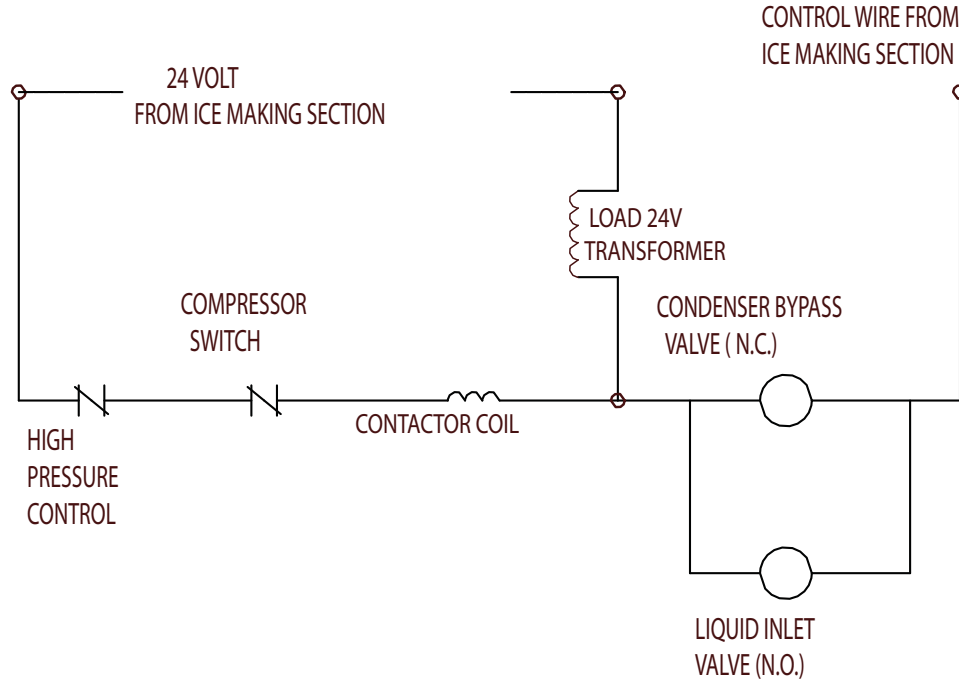 CONTROL WIRE FROM
ICE MAKING SECTION
24 VOLT
FROM ICE MAKING SECTION
LOAD 24V
TRANSFORMER
COMPRESSOR
SWITCH
CONDENSER BYPASS
VALVE ( N.C.)
CONTACTOR COIL
HIGH
PRESSURE
CONTROL
LIQUID INLET
VALVE (N.O.)